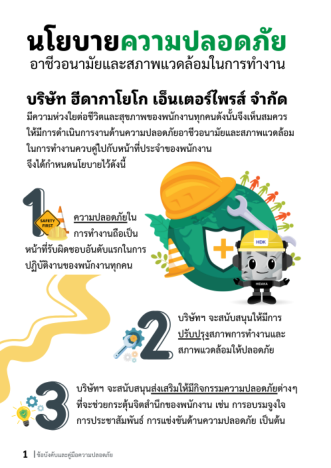 นโยบายความปลอดภัย
อาชีวอนามัยและสภาพแวดล้อมในการทำงาน
บริษัท ฮีดากาโยโก เอ็นเตอร์ไพรส์ จำกัด
มีความห่วงใยต่อชีวิตและสุขภาพของพนักงานทุกคนดังนั้นจึงเห็นสมควร
ให้มีการดำเนินการงานด้านความปลอดภัยอาชีวอนามัยและสภาพแวดล้อม
ในการทำงานควบคู่ไปกับหน้าที่ประจำของพนักงาน
จึงได้กำหนดนโยบายไว้ดังนี้
1
SAFETY
FIRST
ความปลอดภัยใน
การทำงานถือเป็น
หน้าที่รับผิดชอบอันดับแรกในการ
ปฏิบัติงานของพนักงานทุกคน
HDK
2
บริษัทฯ จะสนับสนุนให้มีการ
ปรับปรุงสภาพการทำงานและ
สภาพแวดล้อมให้ปลอดภัย
3
บริษัทฯ จะสนับสนุนส่งเสริมให้มีกิจกรรมความปลอดภัยต่างๆ
ที่จะช่วยกระตุ้นจิตสำนึกของพนักงาน เช่น การอบรมจูงใจ
การประชาสัมพันธ์ การแข่งขันด้านความปลอดภัย เป็นต้น
1 | ข้อบังคับและคู่มือความปลอดภัย